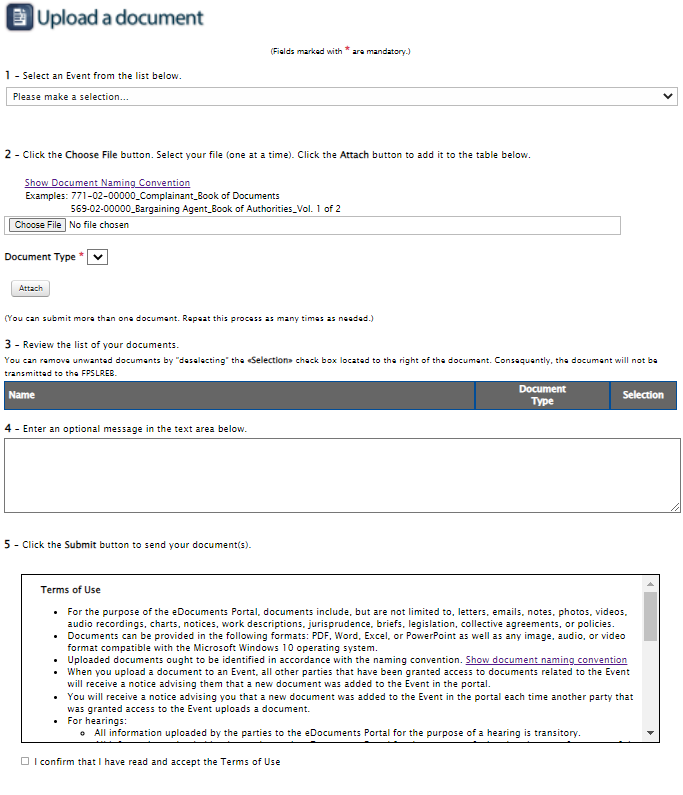 Upload a document
(Fields marked with * are mandatory.)
1 - Select an Event from the list below.
Please make a selection...
2 - Click the Choose File button. Select your file (one at a time). Click the Attach button to add it to the table below.
Show Document Naming Convention
Examples: 771-02-00000_Complainant_Book of Documents
569-02-00000_Bargaining Agent_Book of Authorities_Vol. 1 of 2
Choose File No file chosen
Document Type *
Attach
(You can submit more than one document. Repeat this process as many times as needed.)
3 - Review the list of your documents.
You can remove unwanted documents by "deselecting" the «Selection» check box located to the right of the document. Consequently, the document will not be
transmitted to the FPSLREB.
Name Document Type Selection
4 - Enter an optional message in the text area below.
5 - Click the Submit button to send your document(s).
Terms of Use
• For the purpose of the eDocuments Portal, documents include, but are not limited to, letters, emails, notes, photos, videos,
audio recordings, charts, notices, work descriptions, jurisprudence, briefs, legislation, collective agreements, or policies.
• Documents can be provided in the following formats: PDF, Word, Excel, or PowerPoint as well as any image, audio, or video
format compatible with the Microsoft Windows 10 operating system.
• Uploaded documents ought to be identified in accordance with the naming convention. Show document naming convention
• When you upload a document to an Event, all other parties that have been granted access to documents related to the Event
will receive a notice advising them that a new document was added to the Event in the portal.
• You will receive a notice advising you that a new document was added to the Event in the portal each time another party that
was granted access to the Event uploads a document.
• For hearings:
o All information uploaded by the parties to the eDocuments Portal for the purpose of a hearing is transitory.
I confirm that I have read and accept the Terms of Use